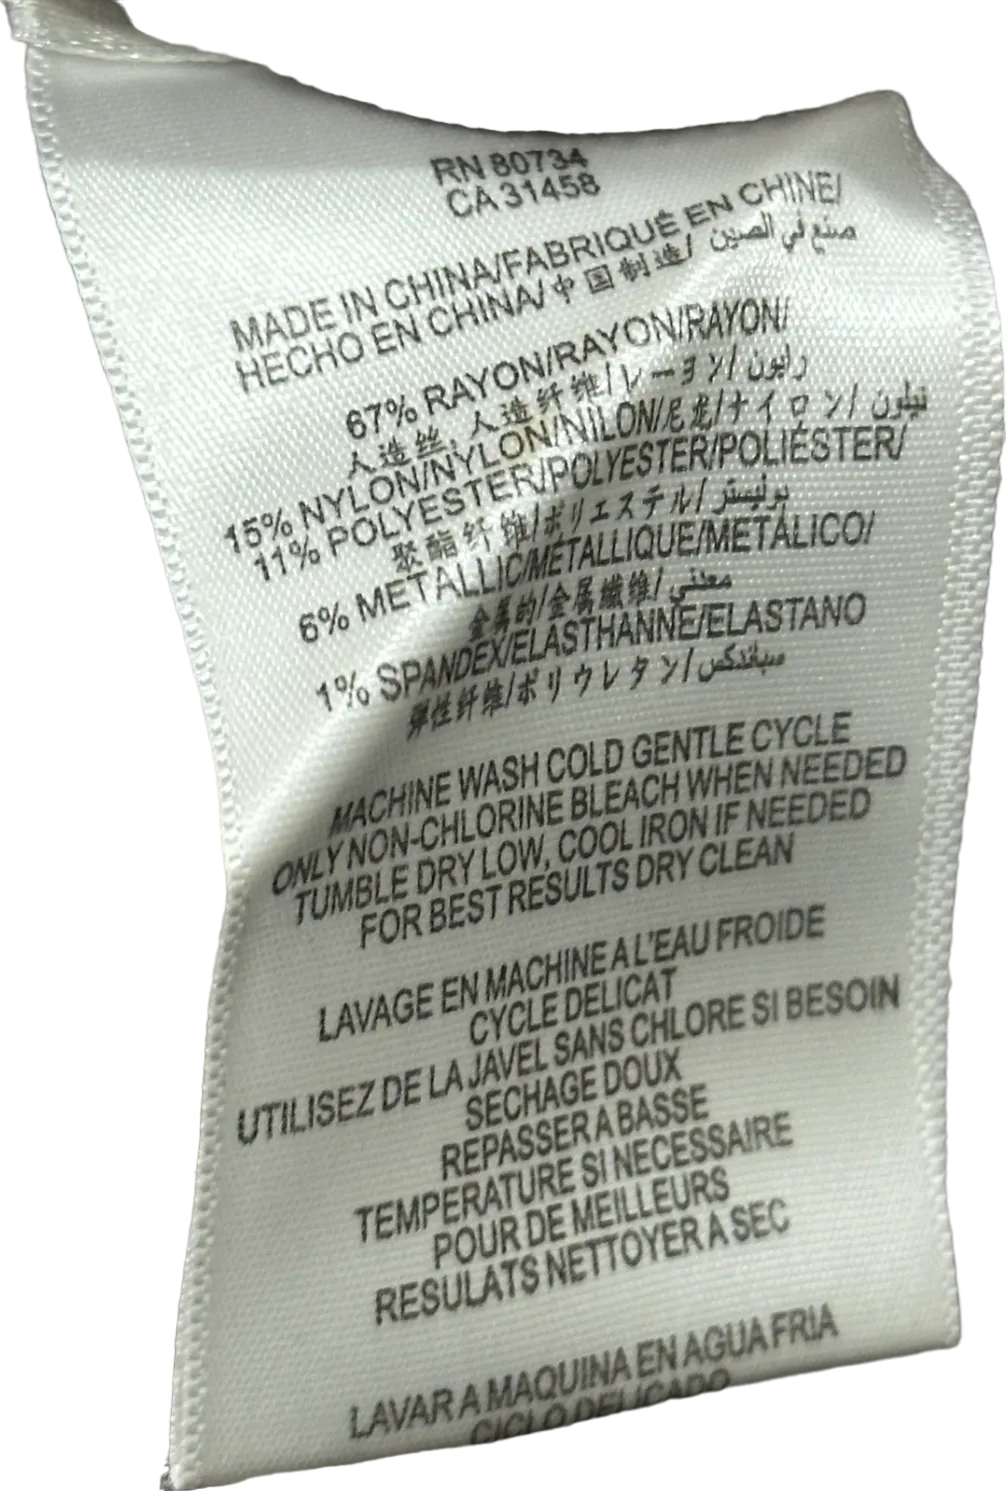 RN 80734
CA 31458
MADE IN CHINA/FABRIQUÉ EN CHINE/
HECHO EN CHINA/ 中国制造/ صنع في الصين
67% RAYON/RAYON/RAYON/
人造丝, 人造纤维/レーヨン/ رايون
15% NYLON/NYLON/NILON/尼龙/ナイロン/ نيلون
11% POLYESTER/POLYESTER/POLIÉSTER/
聚酯纤维/ポリエステル/ بوليستر
6% METALLIC/MÉTALLIQUE/METÁLICO/
金属的/金属纖维/ معدني
1% SPANDEX/ELASTHANNE/ELASTANO
弹性纤维/ポリウレタン/ سباندكس
MACHINE WASH COLD GENTLE CYCLE
ONLY NON-CHLORINE BLEACH WHEN NEEDED
TUMBLE DRY LOW, COOL IRON IF NEEDED
FOR BEST RESULTS DRY CLEAN
LAVAGE EN MACHINE A L'EAU FROIDE
CYCLE DELICAT
UTILISEZ DE LA JAVEL SANS CHLORE SI BESOIN
SECHAGE DOUX
REPASSER A BASSE
TEMPERATURE SI NECESSAIRE
POUR DE MEILLEURS
RESULATS NETTOYER A SEC
LAVAR A MAQUINA EN AGUA FRIA
CICLO DELICADO